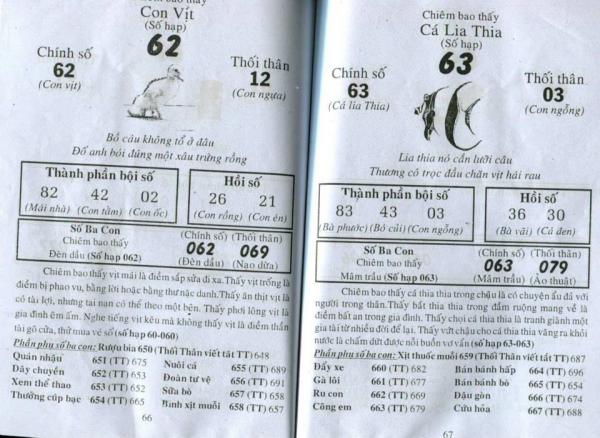 Chiêm bao thấy
Con Vịt
(Số hạp)
62
Chính số
62
(Con vịt)
Thối thân
12
(Con ngựa)
Bồ câu không tổ ở đâu
Đố anh bói đúng một xâu trứng rồng
Thành phần bội số
82 42 02
(Mái nhà) (Con tằm) (Con ốc)
Hồi số
26 21
(Con rồng) (Con én)
Số Ba Con
Chiêm bao thấy
Đèn dầu (Số hạp 062)
(Chính số) (Thối thân)
062 069
(Đèn dầu) (Nạo dừa)
Chiêm bao thấy vịt mái là điềm sắp sửa đi xa. Thấy vịt trống là
điềm bị phao vu, bằng lời hoặc bằng thư nặc danh. Thấy ăn thịt vịt là
có tài lợi, nhưng tai nạn có thể theo một bên. Thấy phơi lông vịt là
gia đình êm ấm. Nghe tiếng vịt kêu mà không thấy vịt là điềm thần
tài gõ cửa, thử mua vé số (số hạp 60-060)
Phần phụ số ba con: Rượu bia 650 (Thối Thân viết tắt TT) 648
Quán nhậu 651 (TT) 675
Dây chuyền 652 (TT) 653
Xem thể thao 653 (TT) 652
Thưởng cúp bạc 654 (TT) 665
Nuôi cá 655 (TT) 689
Đoàn tư vệ 656 (TT) 691
Sửa bò 657 (TT) 658
Bình xịt muỗi 658 (TT) 657
66
Chiêm bao thấy
Cá Lia Thia
(Số hạp)
63
Chính số
63
(Cá lia Thia)
Thối thân
03
(Con ngỗng)
Lia thia nó cắn lưỡi câu
Thương có trọc đầu chăn vịt hái rau
Thành phần bội số
83 43 03
(Bà phước) (Bó củi) (Con ngỗng)
Hồi số
36 30
(Bà vãi) (Cá đen)
Số Ba Con
Chiêm bao thấy
Mâm trầu (Số hạp 063)
(Chính số) (Thối thân)
063 079
(Mâm trầu) (Ảo thuật)
Chiêm bao thấy cá thia thia trong chậu là có chuyện ẩu đả với
người trong thân. Thấy bắt thia thia trong đầm ruộng mang về là
điềm bất an trong gia đình. Thấy chọi cá thia thia là tranh giành một
gia tài từ nhiều đời để lại. Thấy vứt chậu cho cá thia thia văng ra khỏi
nước là chấm dứt được nỗi buồn vơ vẩn (số hạp 63-063)
Phần phụ số ba con: Xịt thuốc muỗi 659 (Thối Thân viết tắt TT) 687
Đẩy xe 660 (TT) 682
Gà lôi 661 (TT) 677
Ru con 662 (TT) 669
Công em 663 (TT) 679
Bán bánh hấp 664 (TT) 696
Bán bánh bò 665 (TT) 654
Đậu gòn 666 (TT) 664
Cứu hỏa 667 (TT) 688
67